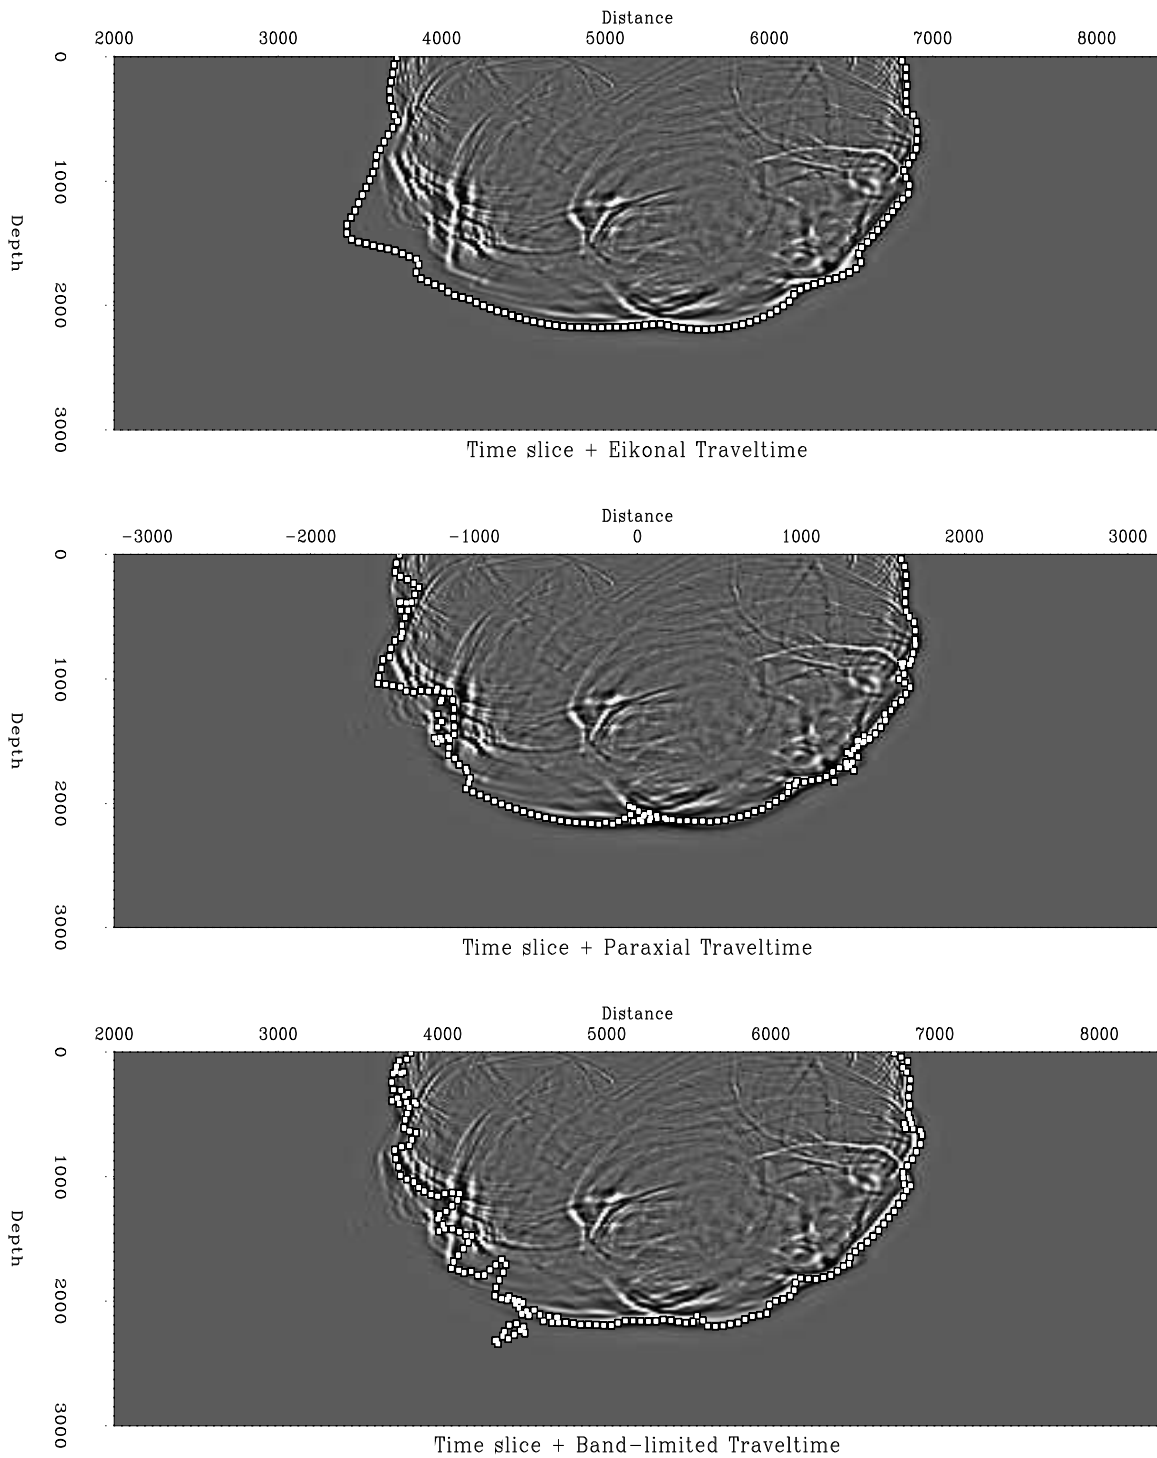 Distance
2000 3000 4000 5000 6000 7000 8000
0
1000
2000
3000
Depth
Time slice + Eikonal Traveltime
Distance
−3000 −2000 −1000 0 1000 2000 3000
0
1000
2000
3000
Depth
Time slice + Paraxial Traveltime
Distance
2000 3000 4000 5000 6000 7000 8000
0
1000
2000
3000
Depth
Time slice + Band−limited Traveltime